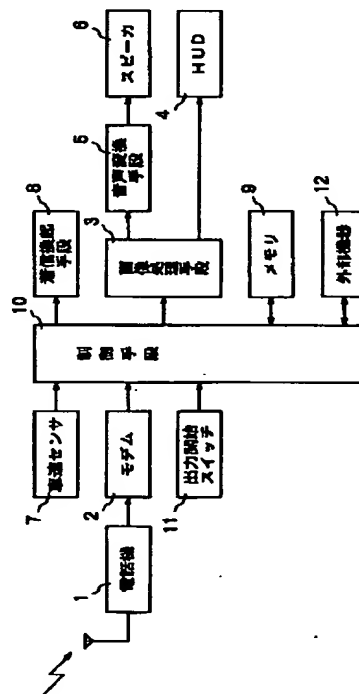 1
電話機
7
車速センサ
2
モデム
11
出力開始
スイッチ
10
制御手段
8
着信喚起
手段
3
画像処理手段
9
メモリ
12
外部機器
5
音声変換
手段
6
スピーカ
4
HUD